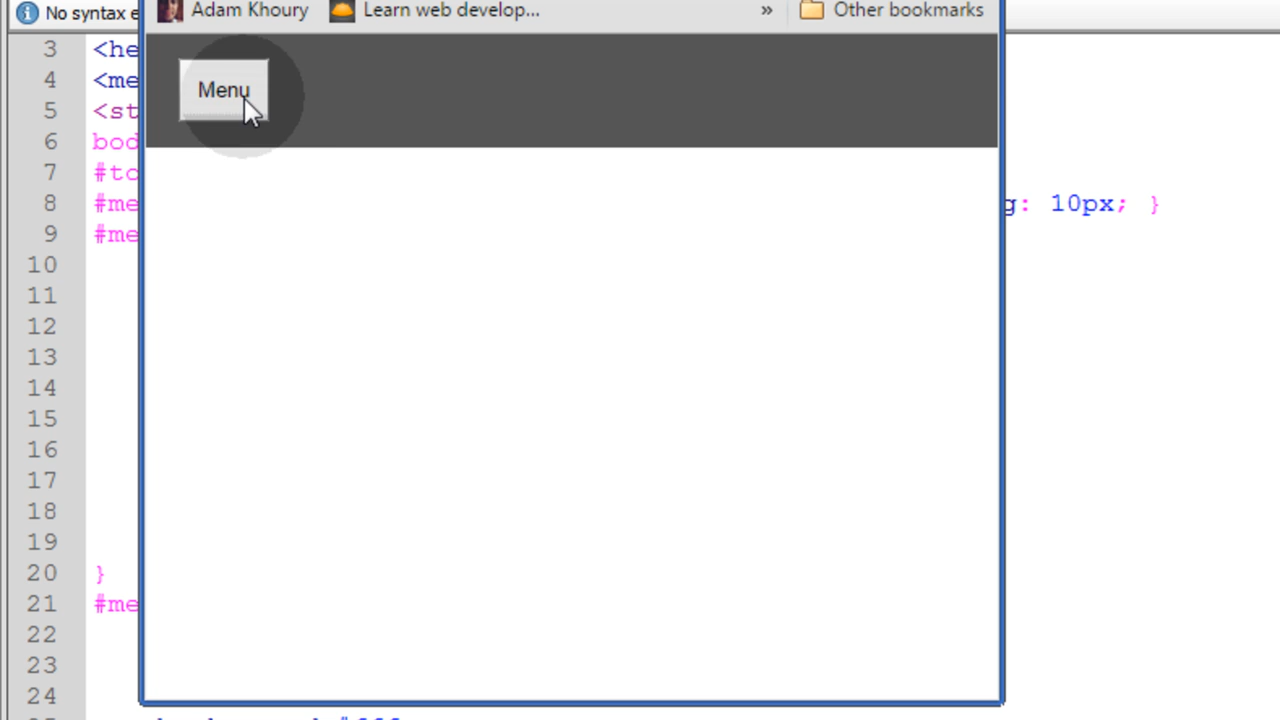 No syntax e
Adam Khoury Learn web develop... » Other bookmarks
3 <he
4 <me
5 <st
Menu
6 bod
7 #to
8 #me g: 10px; }
9 #me
10
11
12
13
14
15
16
17
18
19
20 }
21 #me
22
23
24